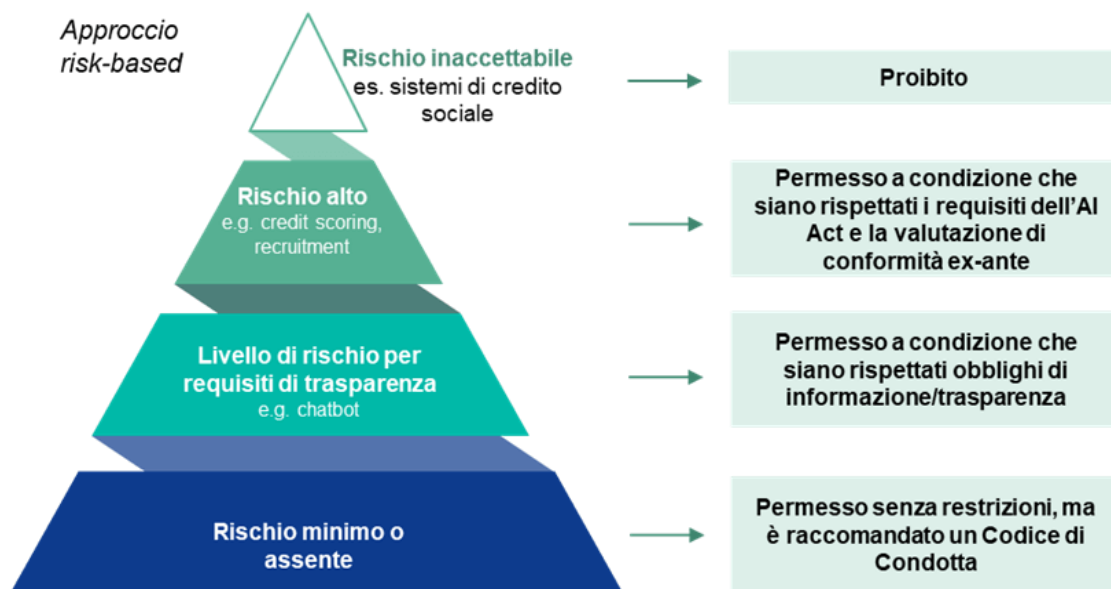 Approccio
risk-based
Rischio inaccettabile
es. sistemi di credito
sociale
Proibito
Rischio alto
e.g. credit scoring,
recruitment
Permesso a condizione che
siano rispettati i requisiti dell’AI
Act e la valutazione di
conformità ex-ante
Livello di rischio per
requisiti di trasparenza
e.g. chatbot
Permesso a condizione che
siano rispettati obblighi di
informazione/trasparenza
Rischio minimo o
assente
Permesso senza restrizioni, ma
è raccomandato un Codice di
Condotta